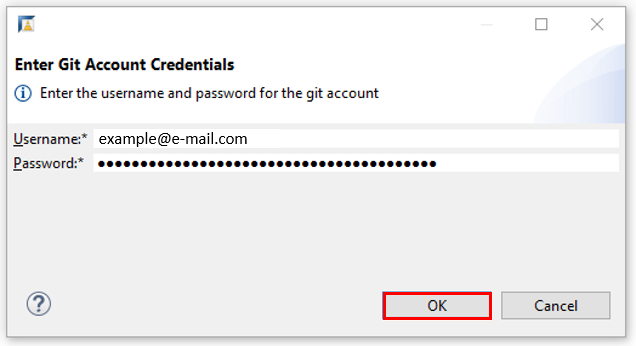 Enter Git Account Credentials
Enter the username and password for the git account
Username:* example@e-mail.com
Password:* ●●●●●●●●●●●●●●●●●●●●●●●●●●●●●●●●●●●●●●●●
? OK Cancel